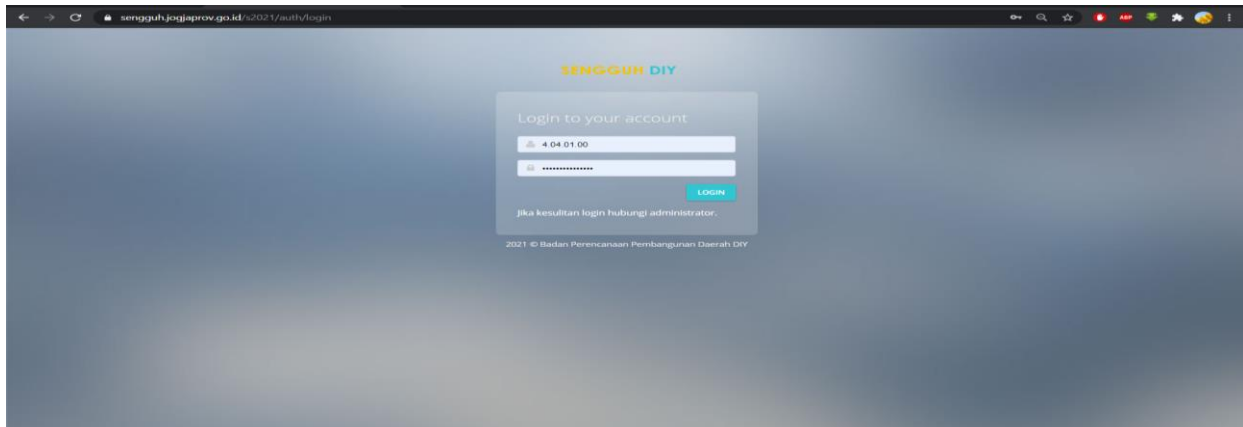 sengguh.jogjaprov.go.id/s2021/auth/login
ABP
SENGGUH DIY
Login to your account
4.04.01.00
•••••••••••••••
LOGIN
Jika kesulitan login hubungi administrator.
2021 © Badan Perencanaan Pembangunan Daerah DIY